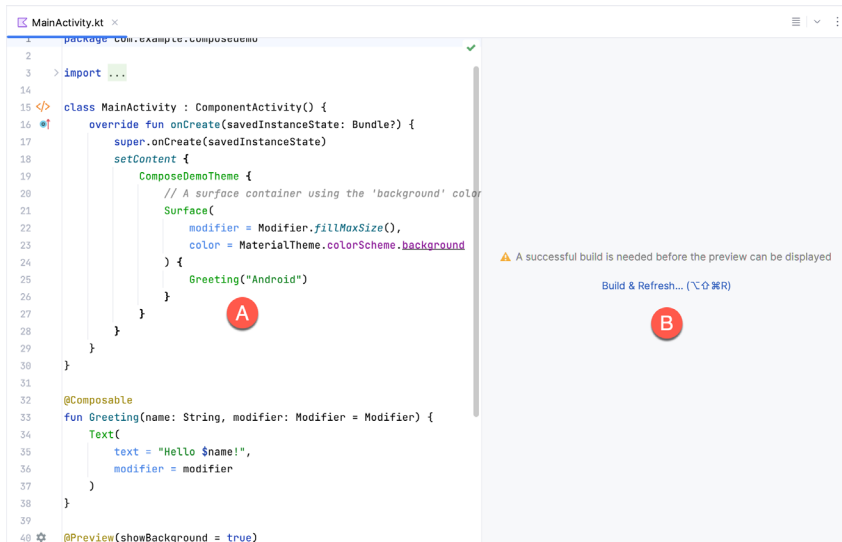 MainActivity.kt
1 package com.example.composedemo
2
3 import ...
14
15 class MainActivity : ComponentActivity() {
16 override fun onCreate(savedInstanceState: Bundle?) {
17 super.onCreate(savedInstanceState)
18 setContent {
19 ComposeDemoTheme {
20 // A surface container using the 'background' color
21 Surface(
22 modifier = Modifier.fillMaxSize(),
23 color = MaterialTheme.colorScheme.background
24 ) {
25 Greeting("Android")
26 }
27 }
28 }
29 }
30 }
31
32 @Composable
33 fun Greeting(name: String, modifier: Modifier = Modifier) {
34 Text(
35 text = "Hello $name!",
36 modifier = modifier
37 )
38 }
39
40 @Preview(showBackground = true)
A
A successful build is needed before the preview can be displayed
Build & Refresh... (⌥⇧⌘R)
B